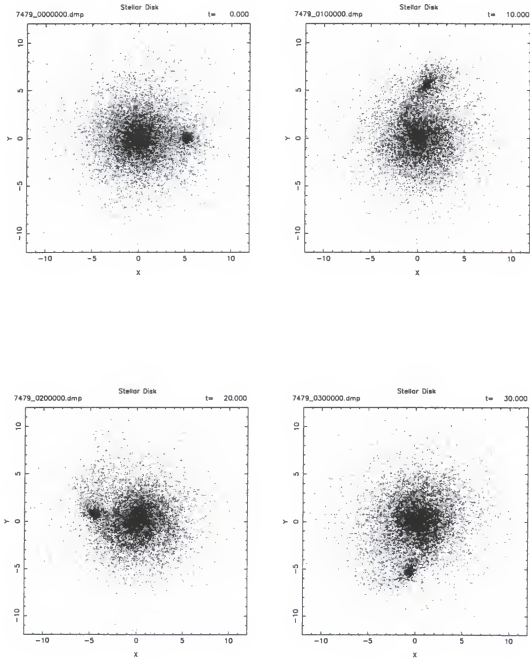 Stellar Disk
7479_0000000.dmp t= 0.000
10
5
0
−5
−10
Y
−10 −5 0 5 10
X
Stellar Disk
7479_0100000.dmp t= 10.000
10
5
0
−5
−10
Y
−10 −5 0 5 10
X
Stellar Disk
7479_0200000.dmp t= 20.000
10
5
0
−5
−10
Y
−10 −5 0 5 10
X
Stellar Disk
7479_0300000.dmp t= 30.000
10
5
0
−5
−10
Y
−10 −5 0 5 10
X